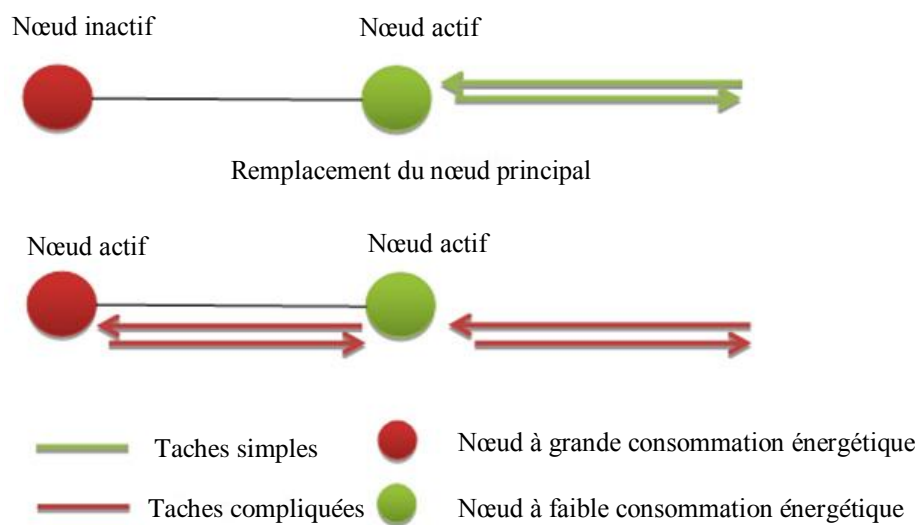 Nœud inactif
Nœud actif
Remplacement du nœud principal
Nœud actif
Nœud actif
Taches simples
Nœud à grande consommation énergétique
Taches compliquées
Nœud à faible consommation énergétique